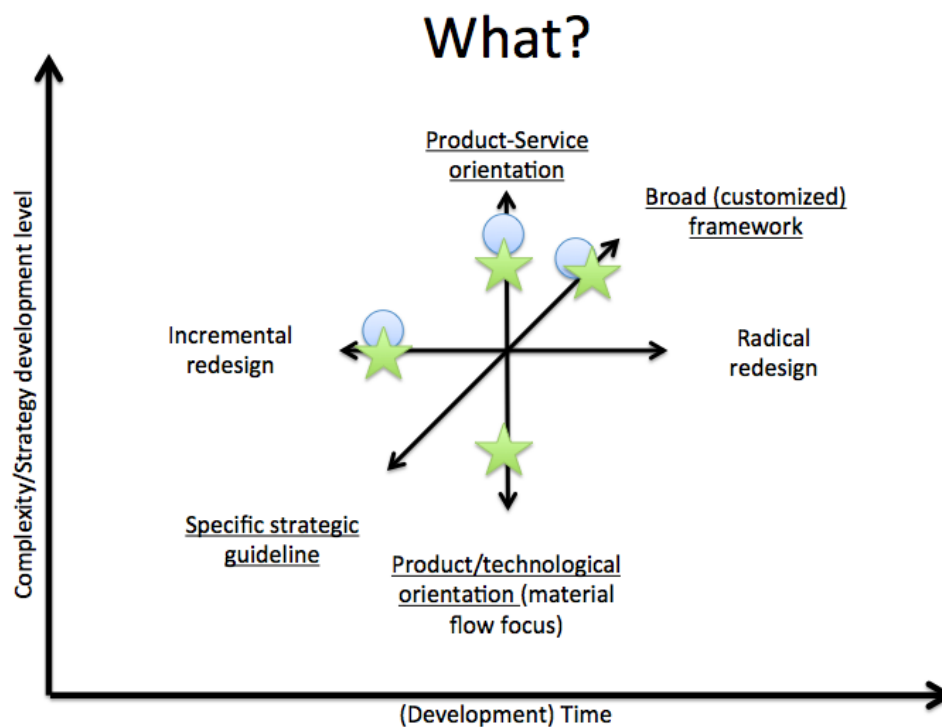 What?
Complexity/Strategy development level
Product-Service
orientation
Broad (customized)
framework
Incremental
redesign
Radical
redesign
Specific strategic
guideline
Product/technological
orientation (material
flow focus)
(Development) Time